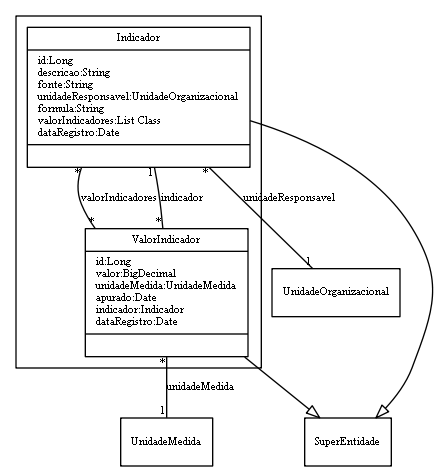 Indicador
id:Long
descricao:String
fonte:String
unidadeResponsavel:UnidadeOrganizacional
formula:String
valorIndicadores:List Class
dataRegistro:Date
* 1 *
valorIndicadores indicador unidadeResponsavel
* *
ValorIndicador
id:Long
valor:BigDecimal
unidadeMedida:UnidadeMedida
apurado:Date
indicador:Indicador
dataRegistro:Date
1
UnidadeOrganizacional
*
unidadeMedida
1
UnidadeMedida
SuperEntidade